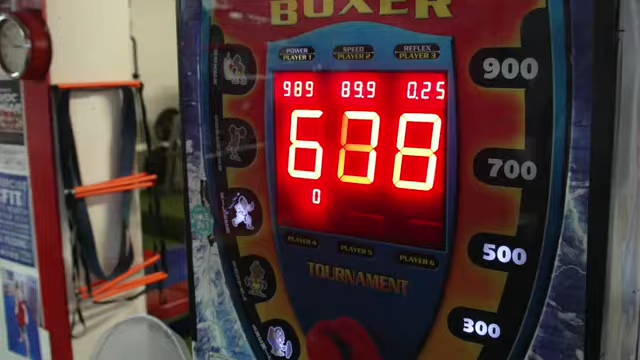 BOXER
POWER SPEED REFLEX
PLAYER 1 PLAYER 2 PLAYER 3
989 89.9 0.25
900
0
700
PLAYER 4 PLAYER 5 PLAYER 6
500
TOURNAMENT
300